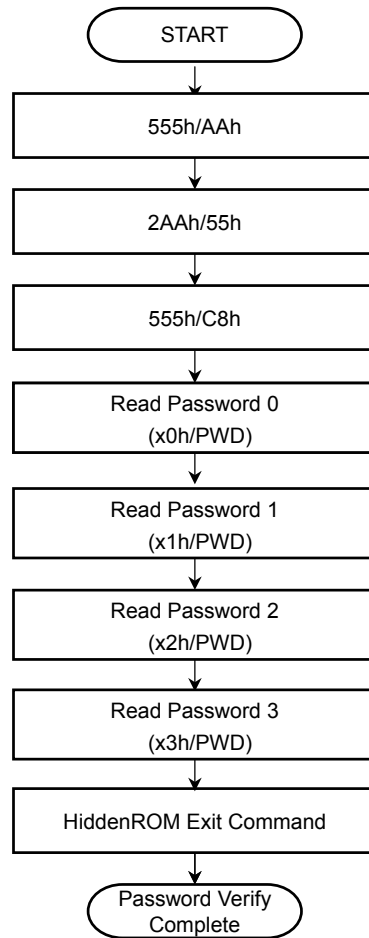 START
555h/AAh
2AAh/55h
555h/C8h
Read Password 0
(x0h/PWD)
Read Password 1
(x1h/PWD)
Read Password 2
(x2h/PWD)
Read Password 3
(x3h/PWD)
HiddenROM Exit Command
Password Verify
Complete